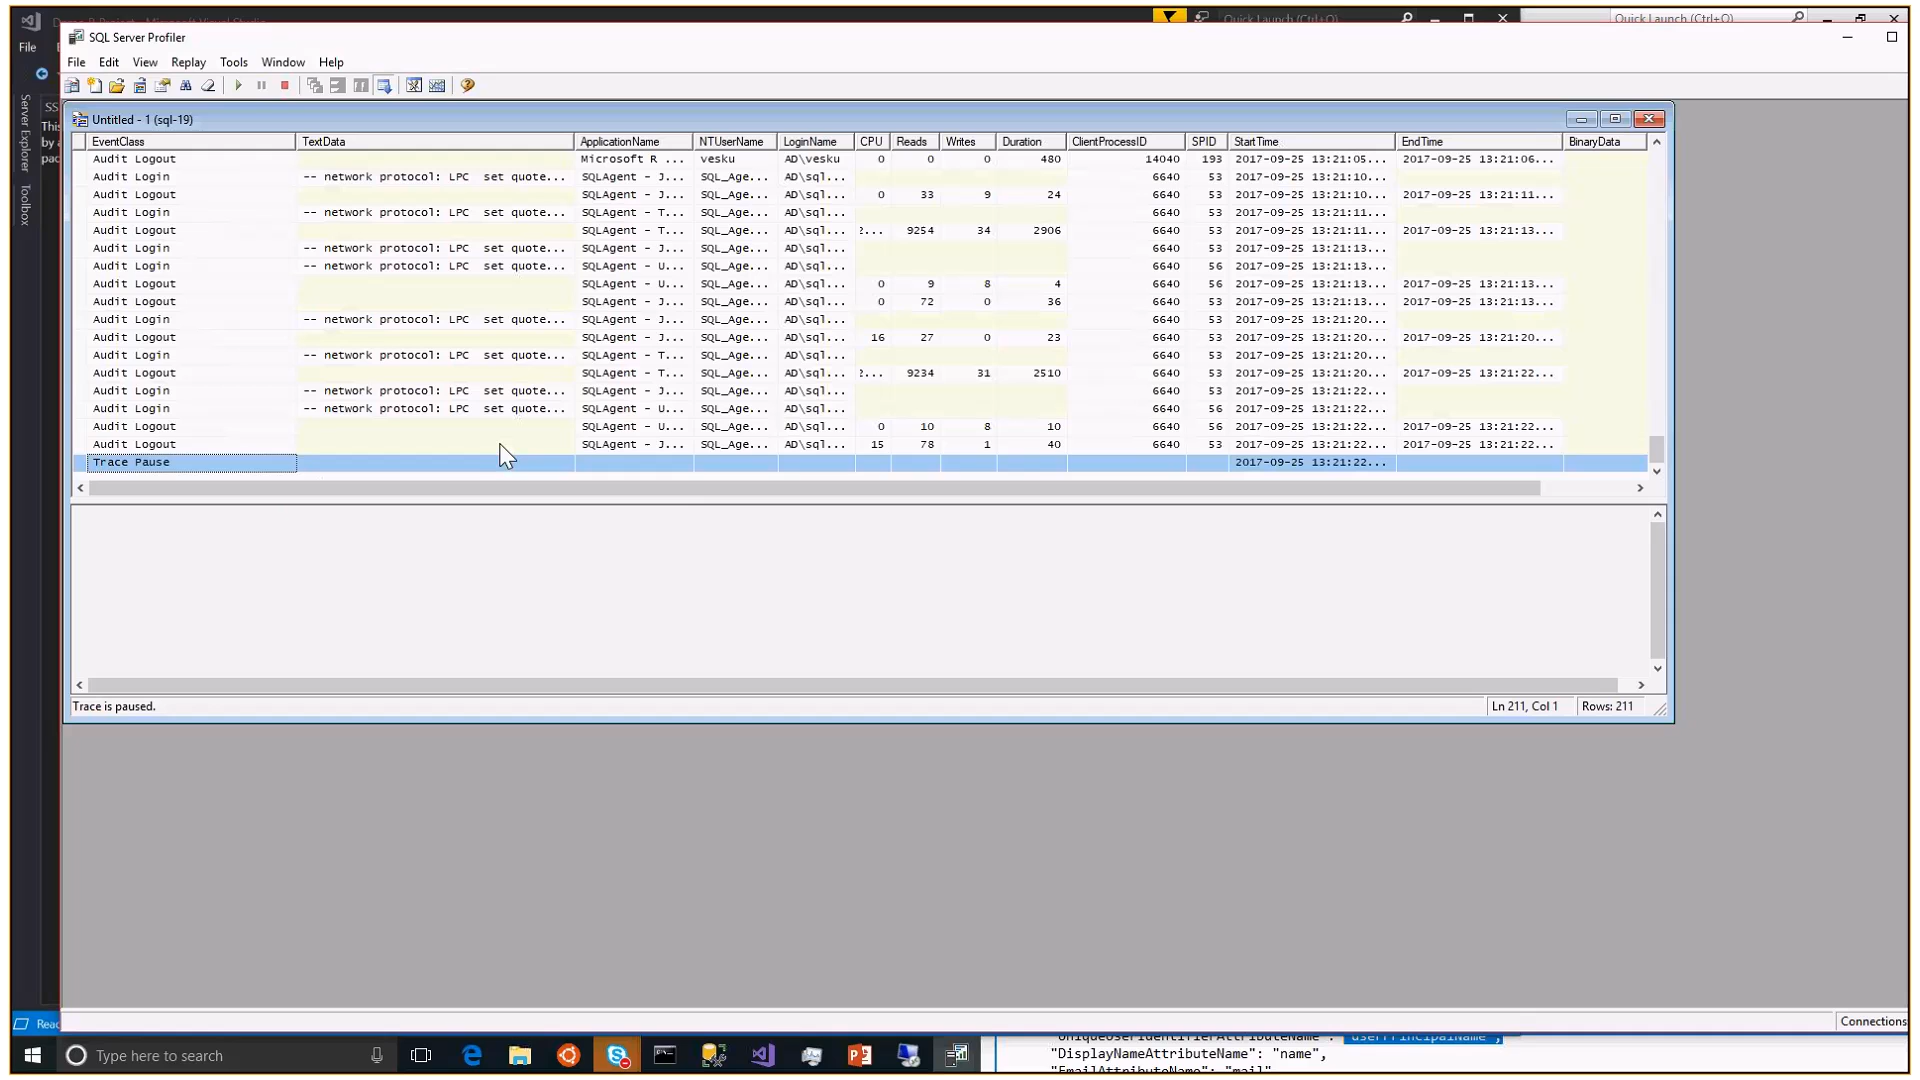 Quick Launch (Ctrl+Q) Quick Launch (Ctrl+Q)
SQL Server Profiler
File
File Edit View Replay Tools Window Help
Server Explorer
Toolbox
Untitled - 1 (sql-19)
EventClass TextData ApplicationName NTUserName LoginName CPU Reads Writes Duration ClientProcessID SPID StartTime EndTime BinaryData
Audit Logout Microsoft R ... vesku AD\vesku 0 0 0 480 14040 193 2017-09-25 13:21:05... 2017-09-25 13:21:06...
Audit Login -- network protocol: LPC set quote... SQLAgent - J... SQL_Age... AD\sql... 6640 53 2017-09-25 13:21:10...
Audit Logout SQLAgent - J... SQL_Age... AD\sql... 0 33 9 24 6640 53 2017-09-25 13:21:10... 2017-09-25 13:21:11...
Audit Login -- network protocol: LPC set quote... SQLAgent - T... SQL_Age... AD\sql... 6640 53 2017-09-25 13:21:11...
Audit Logout SQLAgent - T... SQL_Age... AD\sql... 2... 9254 34 2906 6640 53 2017-09-25 13:21:11... 2017-09-25 13:21:13...
Audit Login -- network protocol: LPC set quote... SQLAgent - J... SQL_Age... AD\sql... 6640 53 2017-09-25 13:21:13...
Audit Login -- network protocol: LPC set quote... SQLAgent - U... SQL_Age... AD\sql... 6640 56 2017-09-25 13:21:13...
Audit Logout SQLAgent - U... SQL_Age... AD\sql... 0 9 8 4 6640 56 2017-09-25 13:21:13... 2017-09-25 13:21:13...
Audit Logout SQLAgent - J... SQL_Age... AD\sql... 0 72 0 36 6640 53 2017-09-25 13:21:13... 2017-09-25 13:21:13...
Audit Login -- network protocol: LPC set quote... SQLAgent - J... SQL_Age... AD\sql... 6640 53 2017-09-25 13:21:20...
Audit Logout SQLAgent - J... SQL_Age... AD\sql... 16 27 0 23 6640 53 2017-09-25 13:21:20... 2017-09-25 13:21:20...
Audit Login -- network protocol: LPC set quote... SQLAgent - T... SQL_Age... AD\sql... 6640 53 2017-09-25 13:21:20...
Audit Logout SQLAgent - T... SQL_Age... AD\sql... 2... 9234 31 2510 6640 53 2017-09-25 13:21:20... 2017-09-25 13:21:22...
Audit Login -- network protocol: LPC set quote... SQLAgent - J... SQL_Age... AD\sql... 6640 53 2017-09-25 13:21:22...
Audit Login -- network protocol: LPC set quote... SQLAgent - U... SQL_Age... AD\sql... 6640 56 2017-09-25 13:21:22...
Audit Logout SQLAgent - U... SQL_Age... AD\sql... 0 10 8 10 6640 56 2017-09-25 13:21:22... 2017-09-25 13:21:22...
Audit Logout SQLAgent - J... SQL_Age... AD\sql... 15 78 1 40 6640 53 2017-09-25 13:21:22... 2017-09-25 13:21:22...
Trace Pause 2017-09-25 13:21:22...
Trace is paused. Ln 211, Col 1 Rows: 211
Connections
Type here to search
"DisplayNameAttributeName": "name",